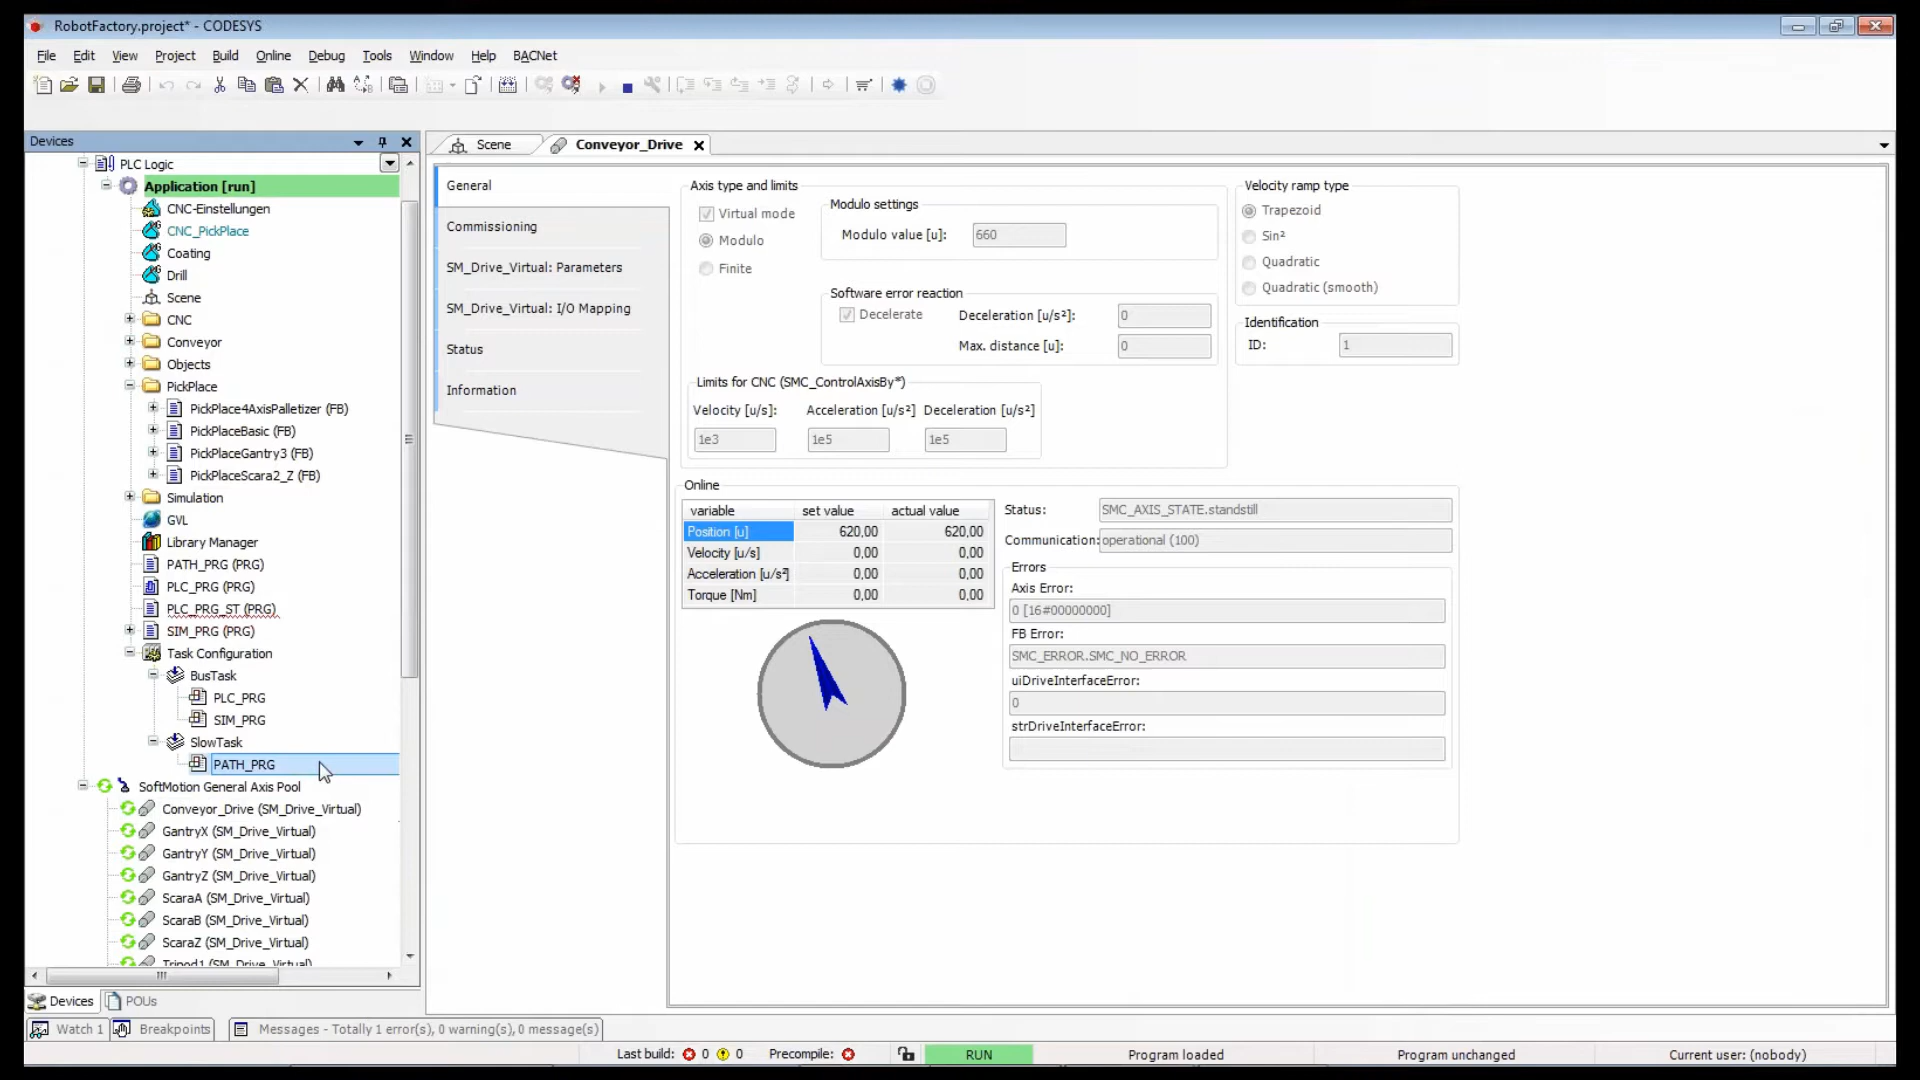 RobotFactory.project* - CODESYS
File Edit View Project Build Online Debug Tools Window Help BACNet
Devices
PLC Logic
Application [run]
CNC-Einstellungen
CNC_PickPlace
Coating
Drill
Scene
CNC
Conveyor
Objects
PickPlace
PickPlace4AxisPalletizer (FB)
PickPlaceBasic (FB)
PickPlaceGantry3 (FB)
PickPlaceScara2_Z (FB)
Simulation
GVL
Library Manager
PATH_PRG (PRG)
PLC_PRG (PRG)
PLC_PRG_ST (PRG)
SIM_PRG (PRG)
Task Configuration
BusTask
PLC_PRG
SIM_PRG
SlowTask
PATH_PRG
SoftMotion General Axis Pool
Conveyor_Drive (SM_Drive_Virtual)
GantryX (SM_Drive_Virtual)
GantryY (SM_Drive_Virtual)
GantryZ (SM_Drive_Virtual)
ScaraA (SM_Drive_Virtual)
ScaraB (SM_Drive_Virtual)
ScaraZ (SM_Drive_Virtual)
Tripod1 (SM_Drive_Virtual)
Devices POUs
Scene Conveyor_Drive
General
Commissioning
SM_Drive_Virtual: Parameters
SM_Drive_Virtual: I/O Mapping
Status
Information
Axis type and limits
Virtual mode
Modulo
Finite
Modulo settings
Modulo value [u]: 660
Software error reaction
Decelerate Deceleration [u/s²]: 0
Max. distance [u]: 0
Limits for CNC (SMC_ControlAxisBy*)
Velocity [u/s]: Acceleration [u/s²] Deceleration [u/s²]
1e3 1e5 1e5
Velocity ramp type
Trapezoid
Sin²
Quadratic
Quadratic (smooth)
Identification
ID: 1
Online
variable set value actual value
Position [u] 620,00 620,00
Velocity [u/s] 0,00 0,00
Acceleration [u/s²] 0,00 0,00
Torque [Nm] 0,00 0,00
Status: SMC_AXIS_STATE.standstill
Communication: operational (100)
Errors
Axis Error:
0 [16#00000000]
FB Error:
SMC_ERROR.SMC_NO_ERROR
uiDriveInterfaceError:
0
strDriveInterfaceError:
Watch 1 Breakpoints Messages - Totally 1 error(s), 0 warning(s), 0 message(s)
Last build: 0 0 Precompile: RUN Program loaded Program unchanged Current user: (nobody)